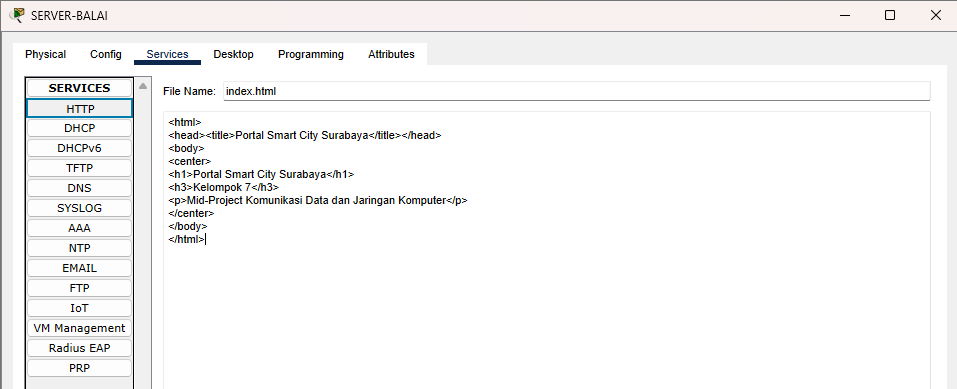 SERVER-BALAI
Physical Config Services Desktop Programming Attributes
SERVICES
HTTP
DHCP
DHCPv6
TFTP
DNS
SYSLOG
AAA
NTP
EMAIL
FTP
IoT
VM Management
Radius EAP
PRP
File Name: index.html
<html>
<head><title>Portal Smart City Surabaya</title></head>
<body>
<center>
<h1>Portal Smart City Surabaya</h1>
<h3>Kelompok 7</h3>
<p>Mid-Project Komunikasi Data dan Jaringan Komputer</p>
</center>
</body>
</html>